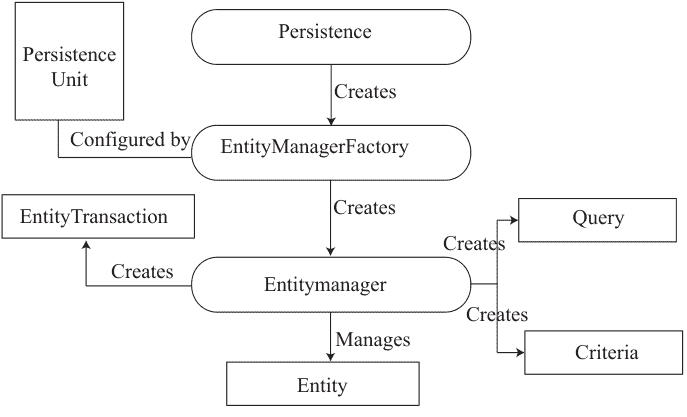 Persistence
Persistence
Unit
Creates
Configured by
EntityManagerFactory
Creates
EntityTransaction
Query
Creates
Creates
Entitymanager
Creates
Manages
Criteria
Entity